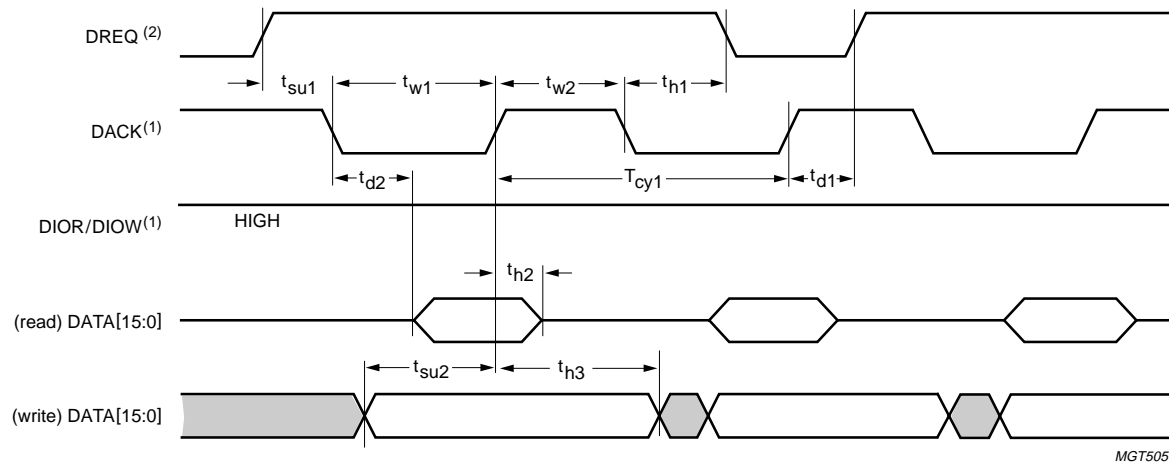 DREQ (2)
t su1
t w1
t w2
t h1
DACK(1)
t d2
T cy1
t d1
DIOR/DIOW(1)
HIGH
t h2
(read) DATA[15:0]
t su2
t h3
(write) DATA[15:0]
MGT505